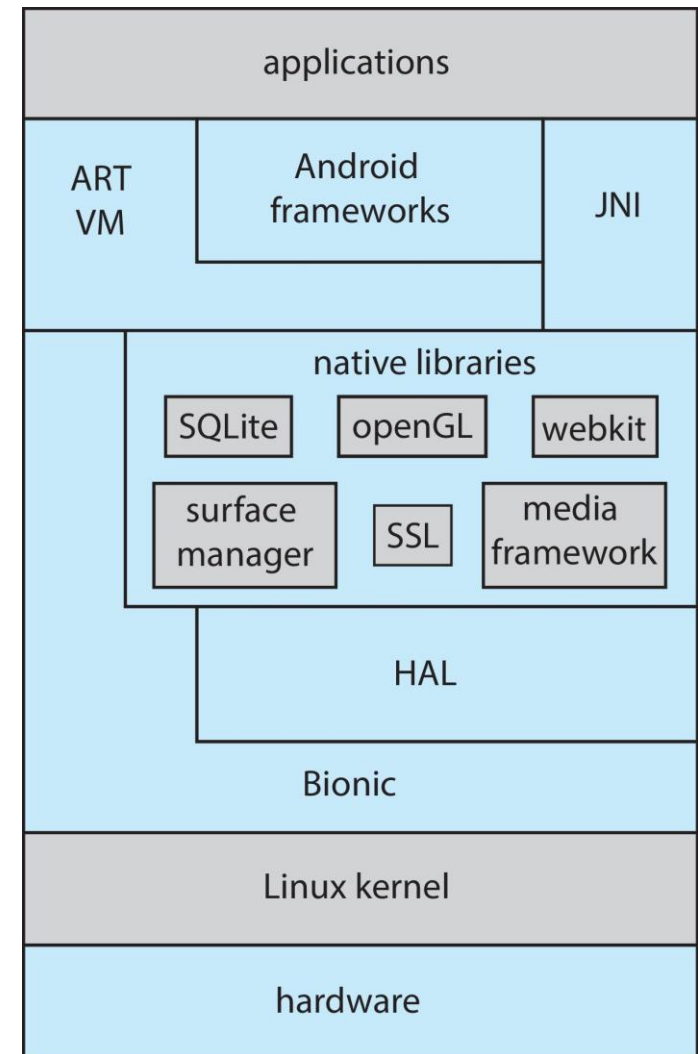 applications
ART
VM
Android
frameworks
JNI
native libraries
SQLite
openGL
webkit
surface
manager
SSL
media
framework
HAL
Bionic
Linux kernel
hardware